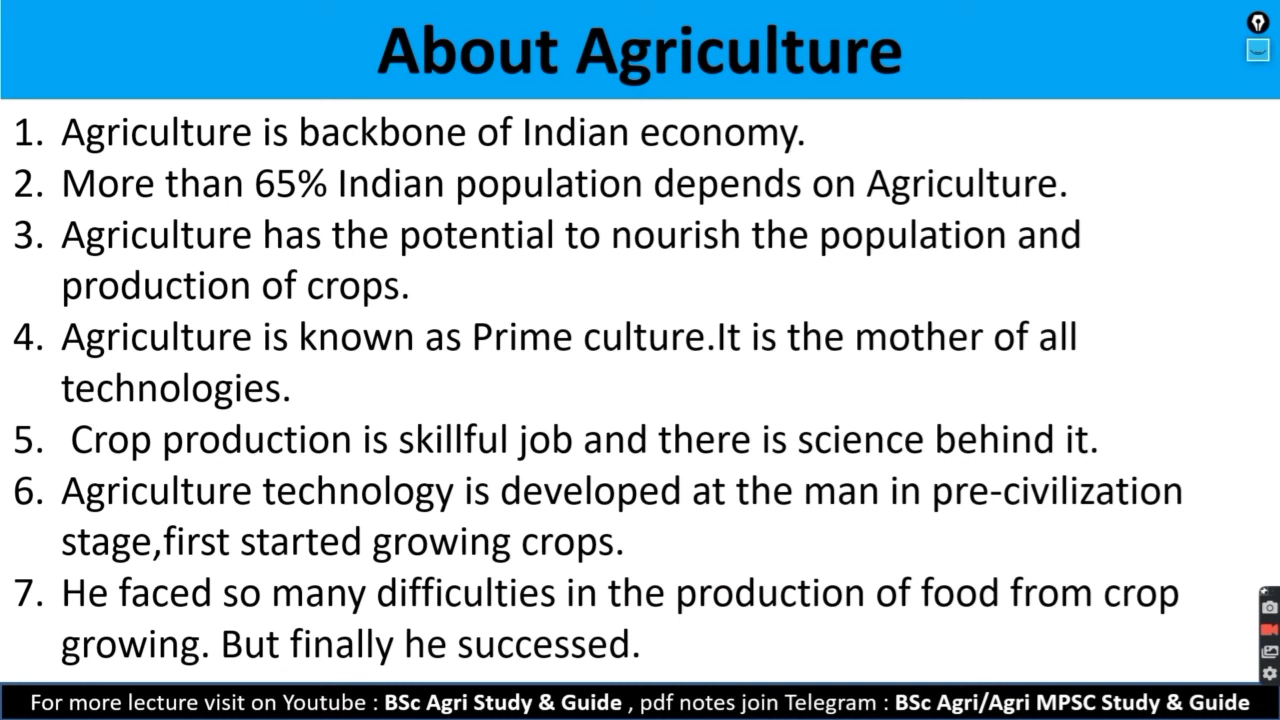 About Agriculture
1. Agriculture is backbone of Indian economy.
2. More than 65% Indian population depends on Agriculture.
3. Agriculture has the potential to nourish the population and
production of crops.
4. Agriculture is known as Prime culture.It is the mother of all
technologies.
5. Crop production is skillful job and there is science behind it.
6. Agriculture technology is developed at the man in pre-civilization
stage,first started growing crops.
7. He faced so many difficulties in the production of food from crop
growing. But finally he successed.
For more lecture visit on Youtube : BSc Agri Study & Guide , pdf notes join Telegram : BSc Agri/Agri MPSC Study & Guide